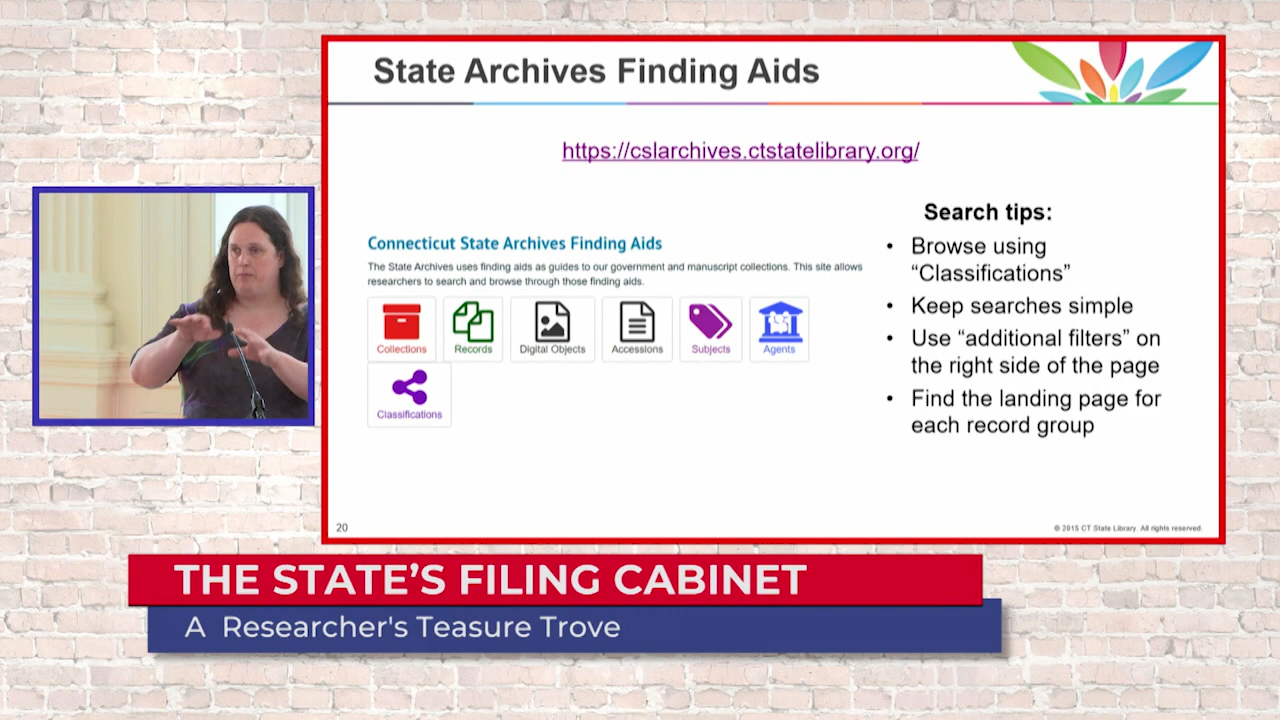 State Archives Finding Aids
https://cslarchives.ctstatelibrary.org/
Connecticut State Archives Finding Aids
The State Archives uses finding aids as guides to our government and manuscript collections. This site allows
researchers to search and browse through those finding aids.
Collections
Records
Digital Objects
Accessions
Subjects
Agents
Classifications
Search tips:
• Browse using
“Classifications”
• Keep searches simple
• Use “additional filters” on
the right side of the page
• Find the landing page for
each record group
20
© 2015 CT State Library. All rights reserved.
THE STATE’S FILING CABINET
A Researcher's Teasure Trove